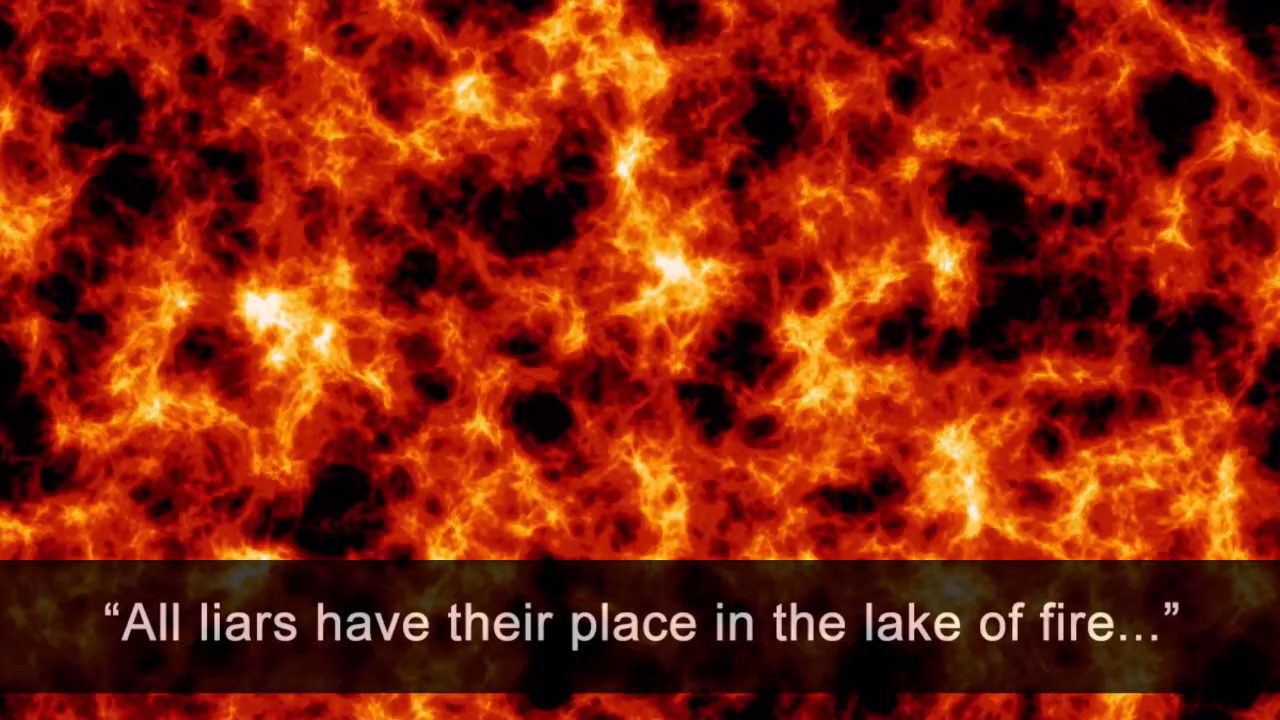 “All liars have their place in the lake of fire...”